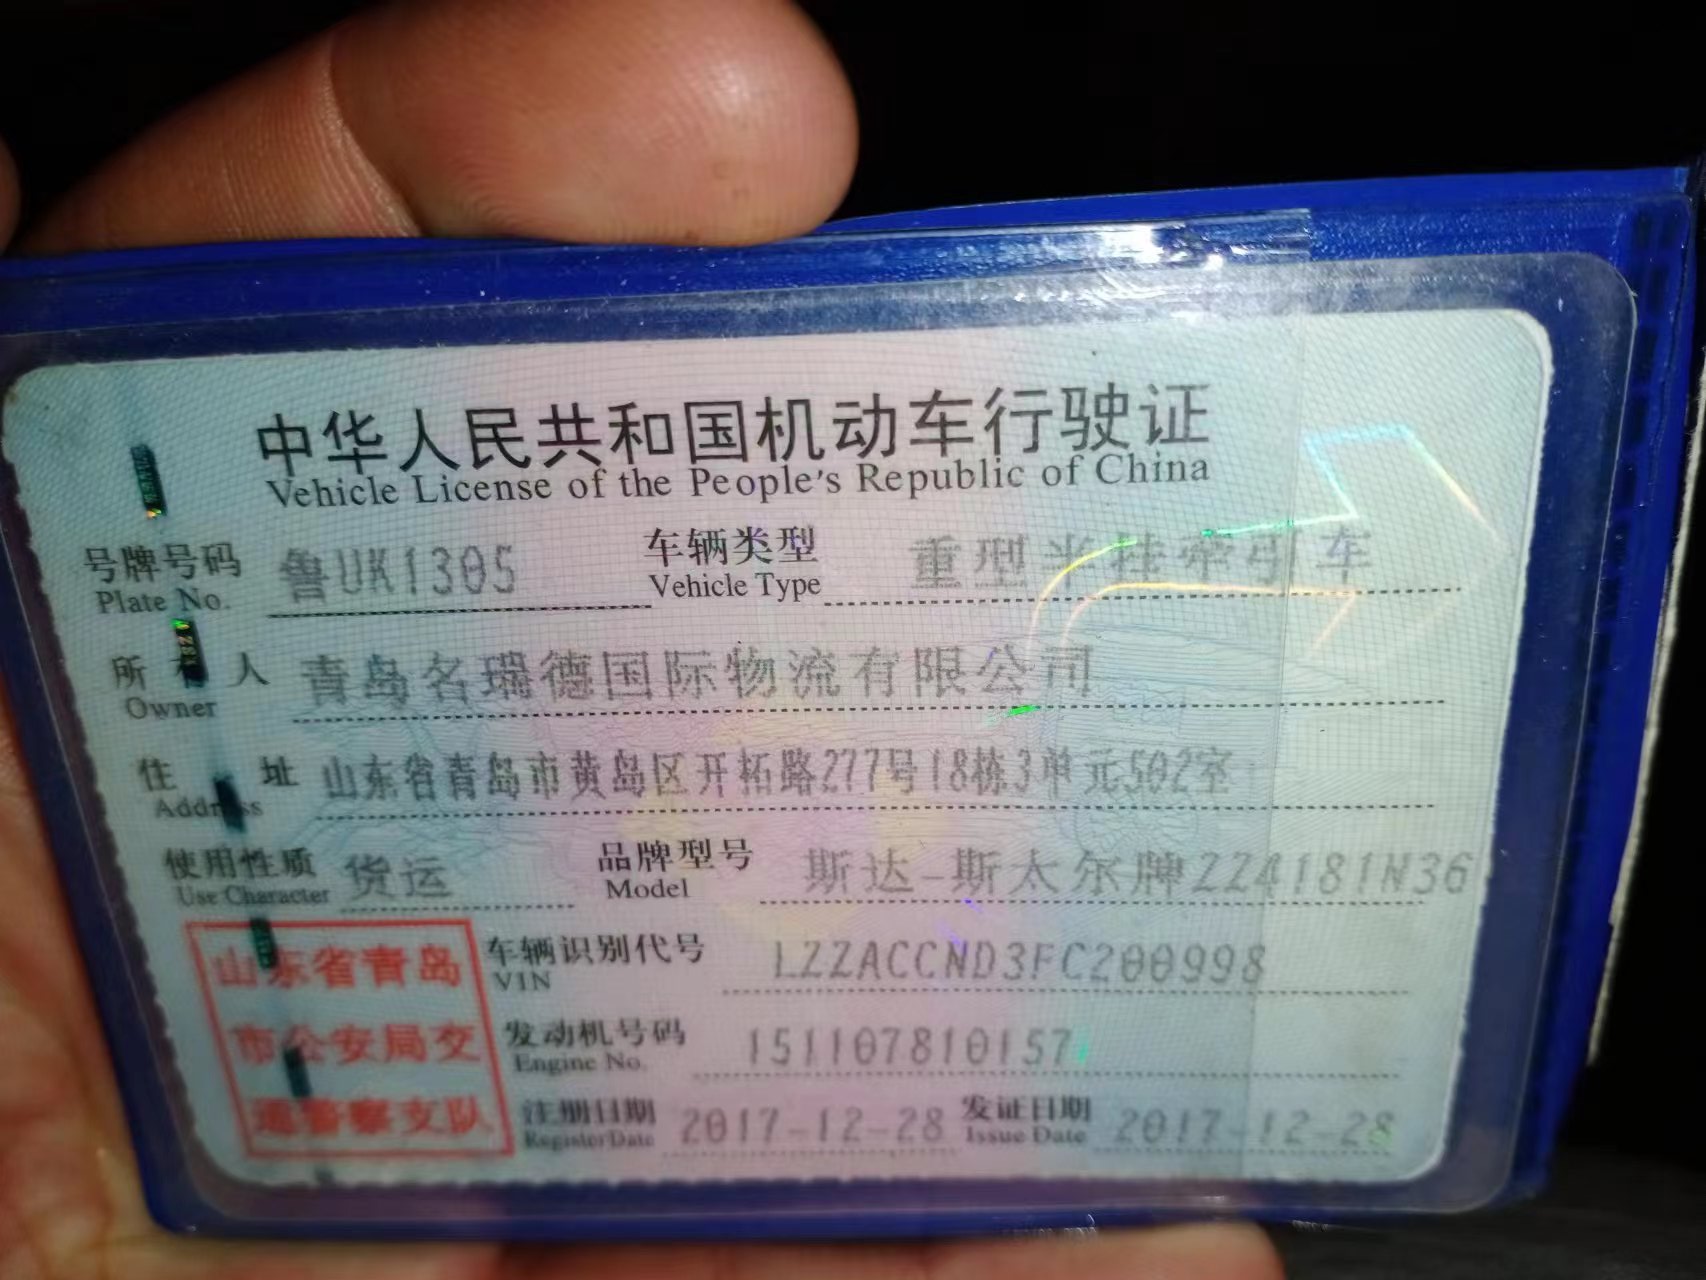 中华人民共和国机动车行驶证
Vehicle License of the People's Republic of China
号牌号码 鲁UK1305 车辆类型 重型半挂牵引车
Plate No. Vehicle Type
所有人 青岛名瑞德国际物流有限公司
Owner
住址 山东省青岛市黄岛区开拓路277号18栋3单元502室
Address
使用性质 货运 品牌型号 斯达-斯太尔牌ZZ4181N36
Use Character Model
山东省青岛
市公安局交
通警察支队
车辆识别代号 LZZACCND3FC200998
VIN
发动机号码 151107810157
Engine No.
注册日期 2017-12-28 发证日期 2017-12-28
Register Date Issue Date